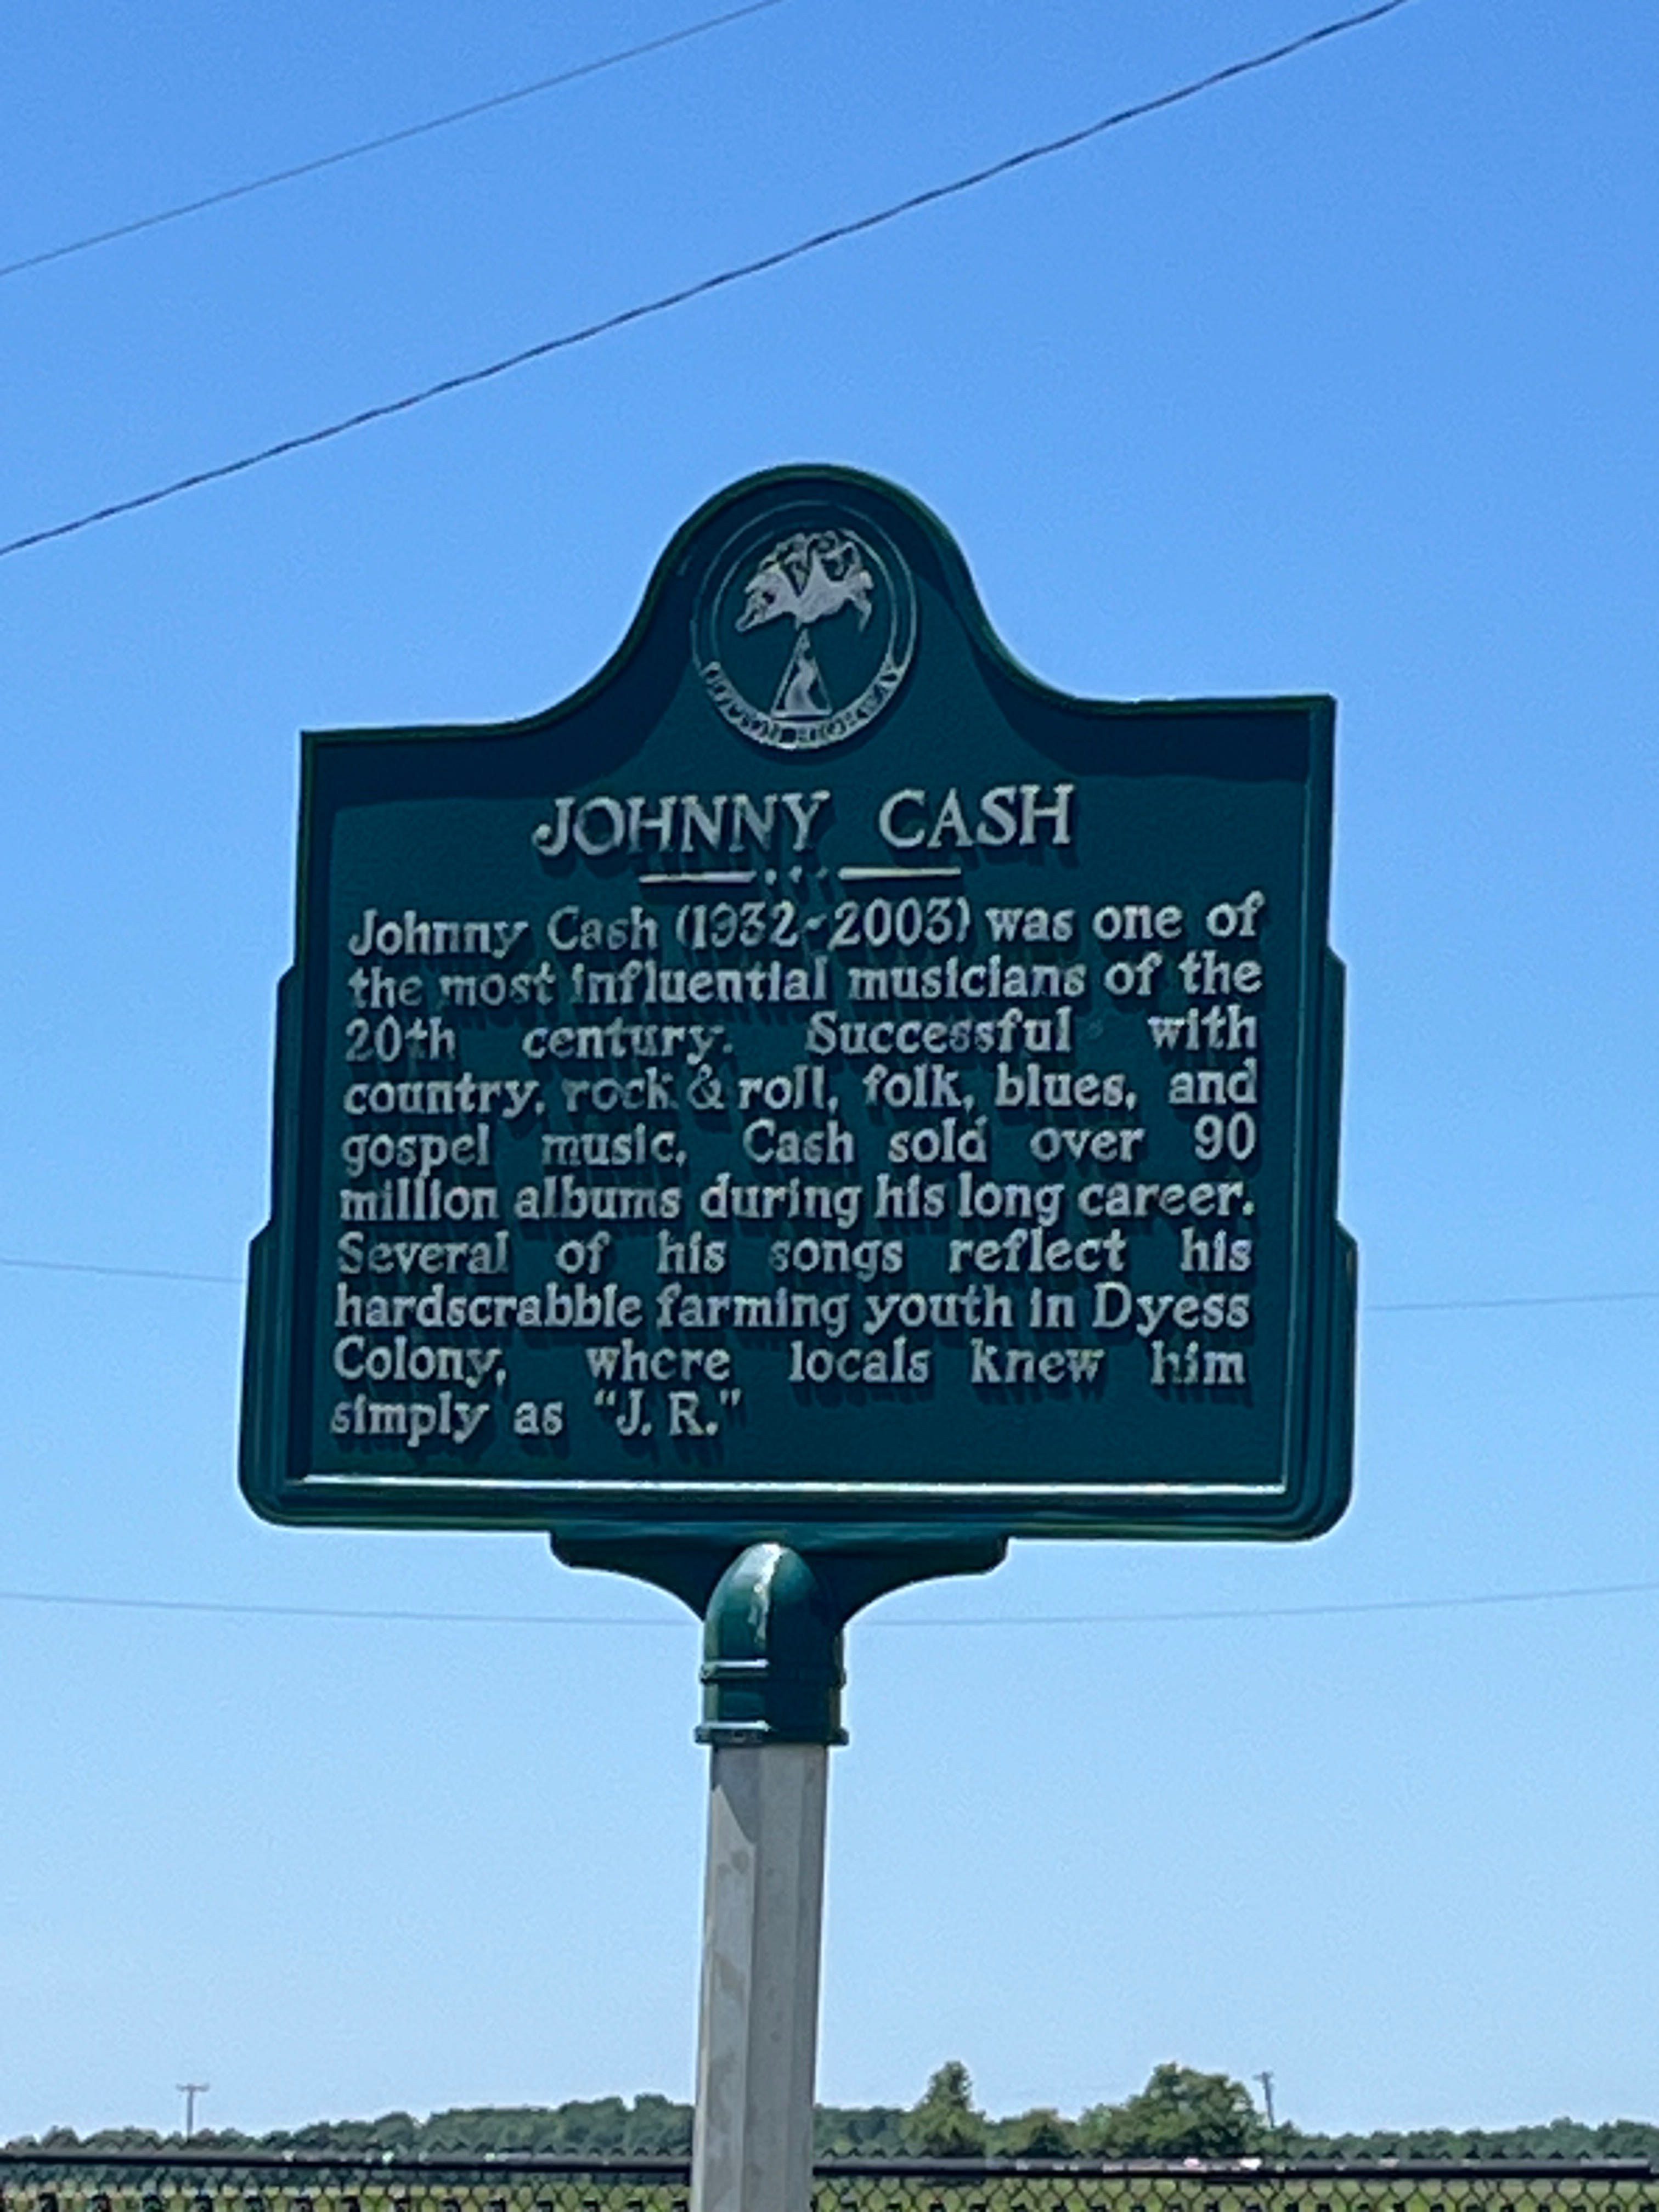 JOHNNY CASH
Johnny Cash (1932-2003) was one of
the most influential musicians of the
20th century. Successful with
country, rock & roll, folk, blues, and
gospel music, Cash sold over 90
million albums during his long career.
Several of his songs reflect his
hardscrabble farming youth in Dyess
Colony, where locals knew him
simply as “J. R.”